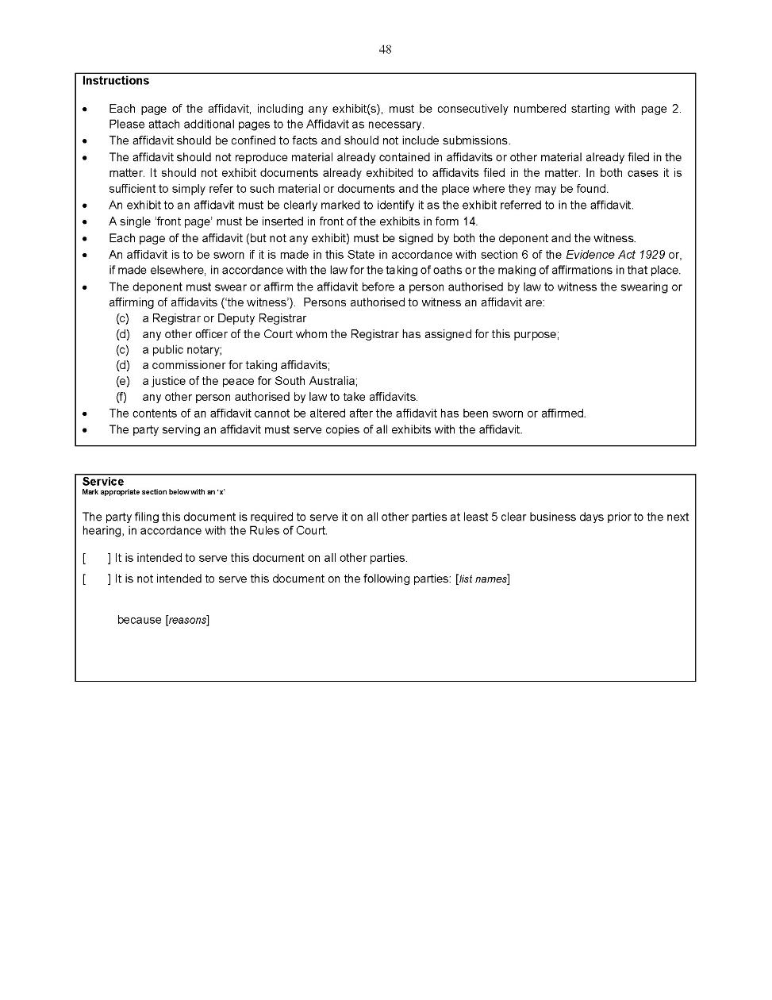 48
Instructions
• Each page of the affidavit, including any exhibit(s), must be consecutively numbered starting with page 2.
Please attach additional pages to the Affidavit as necessary.
• The affidavit should be confined to facts and should not include submissions.
• The affidavit should not reproduce material already contained in affidavits or other material already filed in the
matter. It should not exhibit documents already exhibited to affidavits filed in the matter. In both cases it is
sufficient to simply refer to such material or documents and the place where they may be found.
• An exhibit to an affidavit must be clearly marked to identify it as the exhibit referred to in the affidavit.
• A single 'front page' must be inserted in front of the exhibits in form 14.
• Each page of the affidavit (but not any exhibit) must be signed by both the deponent and the witness.
• An affidavit is to be sworn if it is made in this State in accordance with section 6 of the Evidence Act 1929 or,
if made elsewhere, in accordance with the law for the taking of oaths or the making of affirmations in that place.
• The deponent must swear or affirm the affidavit before a person authorised by law to witness the swearing or
affirming of affidavits ('the witness'). Persons authorised to witness an affidavit are:
(c) a Registrar or Deputy Registrar
(d) any other officer of the Court whom the Registrar has assigned for this purpose;
(c) a public notary;
(d) a commissioner for taking affidavits;
(e) a justice of the peace for South Australia;
(f) any other person authorised by law to take affidavits.
• The contents of an affidavit cannot be altered after the affidavit has been sworn or affirmed.
• The party serving an affidavit must serve copies of all exhibits with the affidavit.
Service
Mark appropriate section below with an 'x'
The party filing this document is required to serve it on all other parties at least 5 clear business days prior to the next
hearing, in accordance with the Rules of Court.
[ ] It is intended to serve this document on all other parties.
[ ] It is not intended to serve this document on the following parties: [list names]
because [reasons]